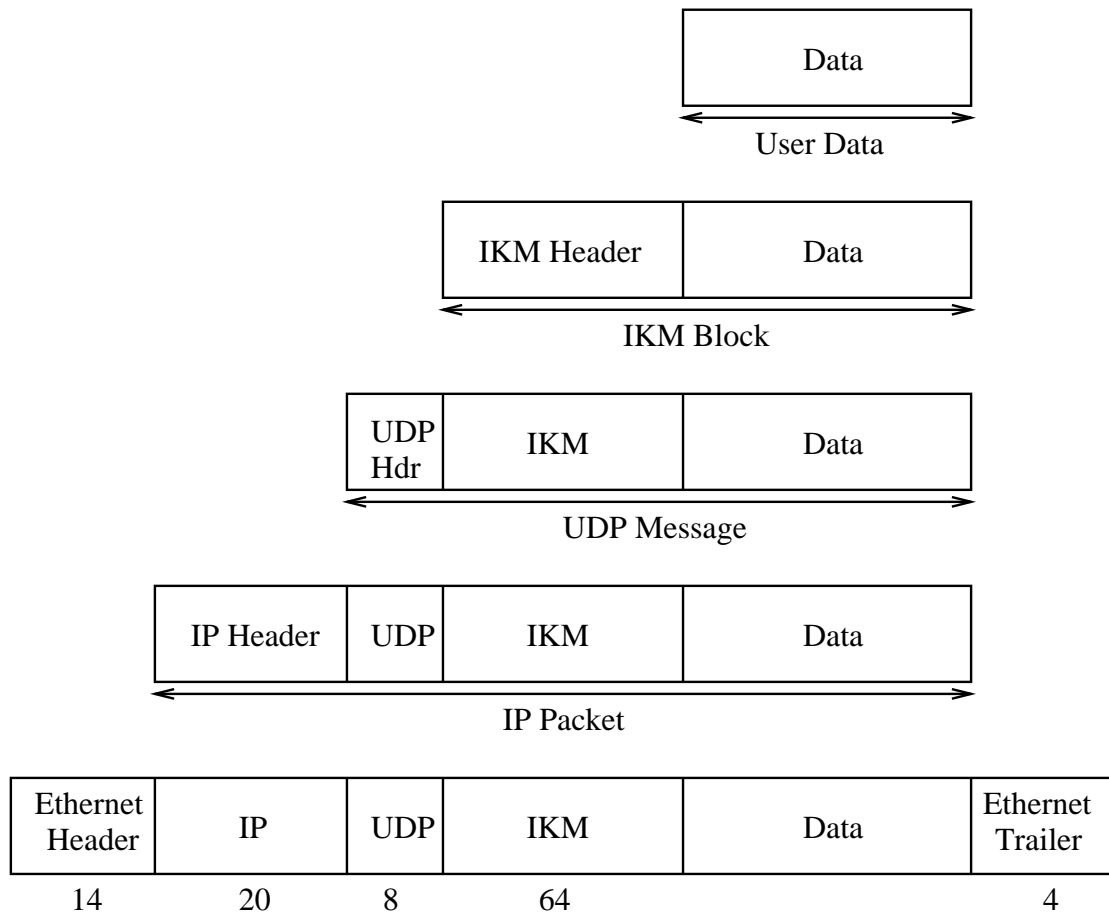 Data
User Data
IKM Header Data
IKM Block
UDP Hdr IKM Data
UDP Message
IP Header UDP IKM Data
IP Packet
Ethernet Header IP UDP IKM Data Ethernet Trailer
14 20 8 64 4